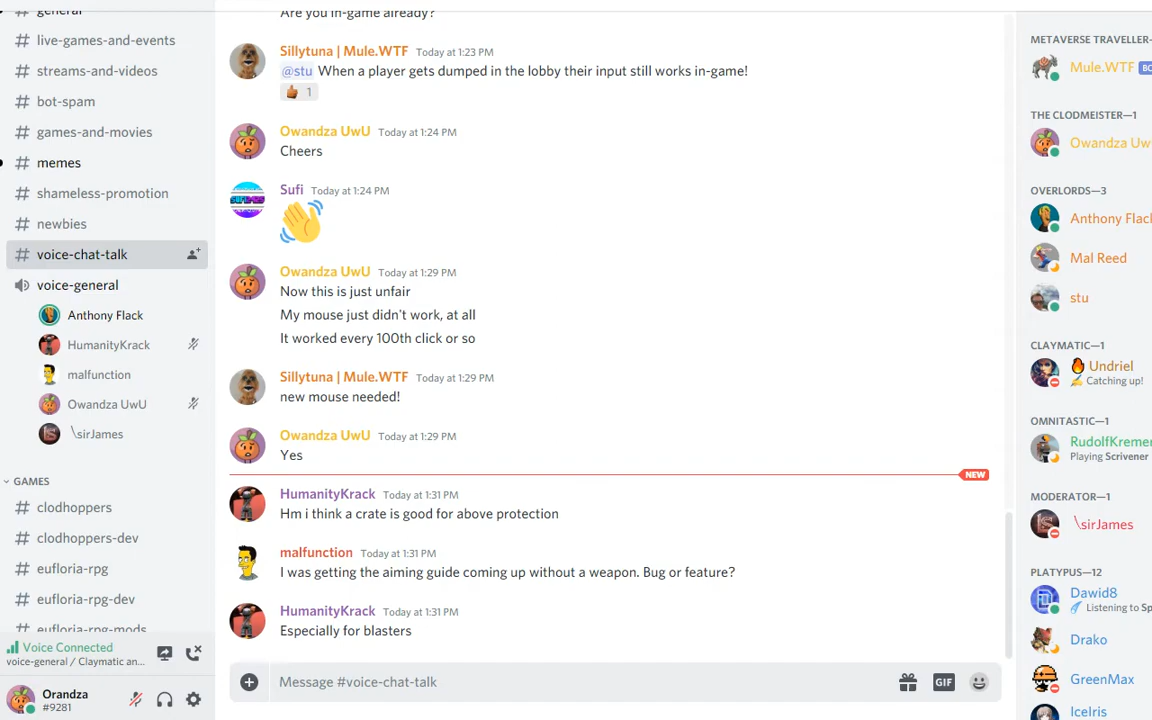 general
live-games-and-events
streams-and-videos
bot-spam
games-and-movies
memes
shameless-promotion
newbies
voice-chat-talk
voice-general
Anthony Flack
HumanityKrack
malfunction
Owandza UwU
\sirJames
GAMES
clodhoppers
clodhoppers-dev
eufloria-rpg
eufloria-rpg-dev
eufloria-rpg-mods
Voice Connected
voice-general / Claymatic an...
Orandza
#9281
Are you in-game already?
Sillytuna | Mule.WTF Today at 1:23 PM
@stu When a player gets dumped in the lobby their input still works in-game!
1
Owandza UwU Today at 1:24 PM
Cheers
Sufi Today at 1:24 PM
Owandza UwU Today at 1:29 PM
Now this is just unfair
My mouse just didn't work, at all
It worked every 100th click or so
Sillytuna | Mule.WTF Today at 1:29 PM
new mouse needed!
Owandza UwU Today at 1:29 PM
Yes
NEW
HumanityKrack Today at 1:31 PM
Hm i think a crate is good for above protection
malfunction Today at 1:31 PM
I was getting the aiming guide coming up without a weapon. Bug or feature?
HumanityKrack Today at 1:31 PM
Especially for blasters
Message #voice-chat-talk
GIF
METAVERSE TRAVELLER—
Mule.WTF BO
THE CLODMEISTER—1
Owandza Uw
OVERLORDS—3
Anthony Flac
Mal Reed
stu
CLAYMATIC—1
Undriel
Catching up!
OMNITASTIC—1
RudolfKremer
Playing Scrivener
MODERATOR—1
\sirJames
PLATYPUS—12
Dawid8
Listening to Sp
Drako
GreenMax
IceIris